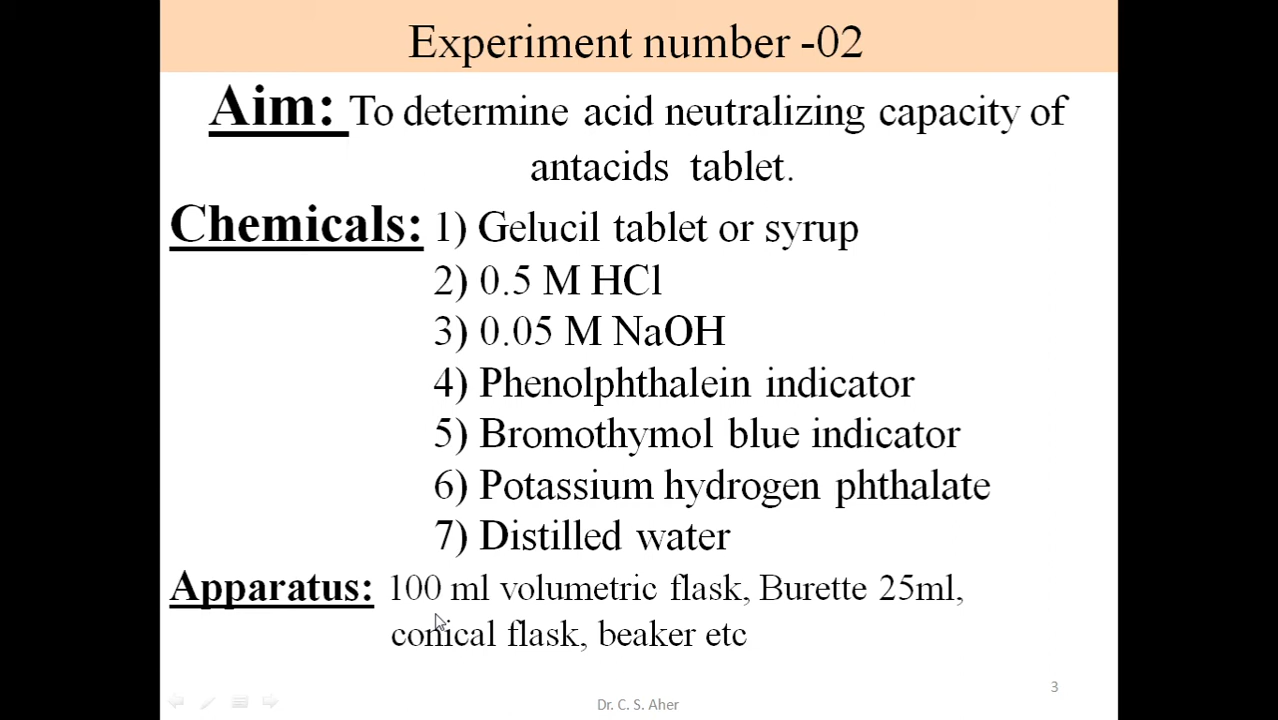 Experiment number -02
Aim: To determine acid neutralizing capacity of
antacids tablet.
Chemicals: 1) Gelucil tablet or syrup
2) 0.5 M HCl
3) 0.05 M NaOH
4) Phenolphthalein indicator
5) Bromothymol blue indicator
6) Potassium hydrogen phthalate
7) Distilled water
Apparatus: 100 ml volumetric flask, Burette 25ml,
conical flask, beaker etc
3
Dr. C. S. Aher